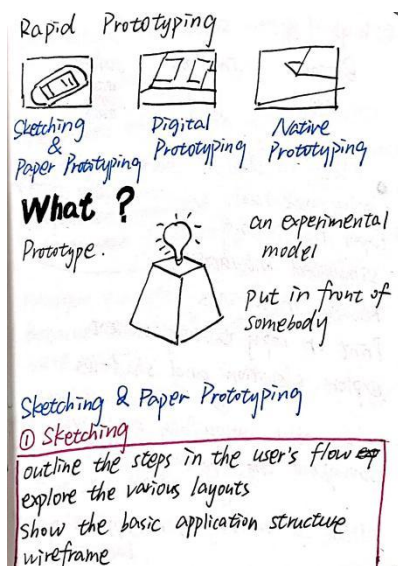 Rapid Prototyping
Sketching & Paper Prototyping
Digital Prototyping
Native Prototyping
What ?
Prototype.
an experimental model
put in front of somebody
Sketching & Paper Prototyping
① Sketching
outline the steps in the user's flow
explore the various layouts
show the basic application structure
wireframe